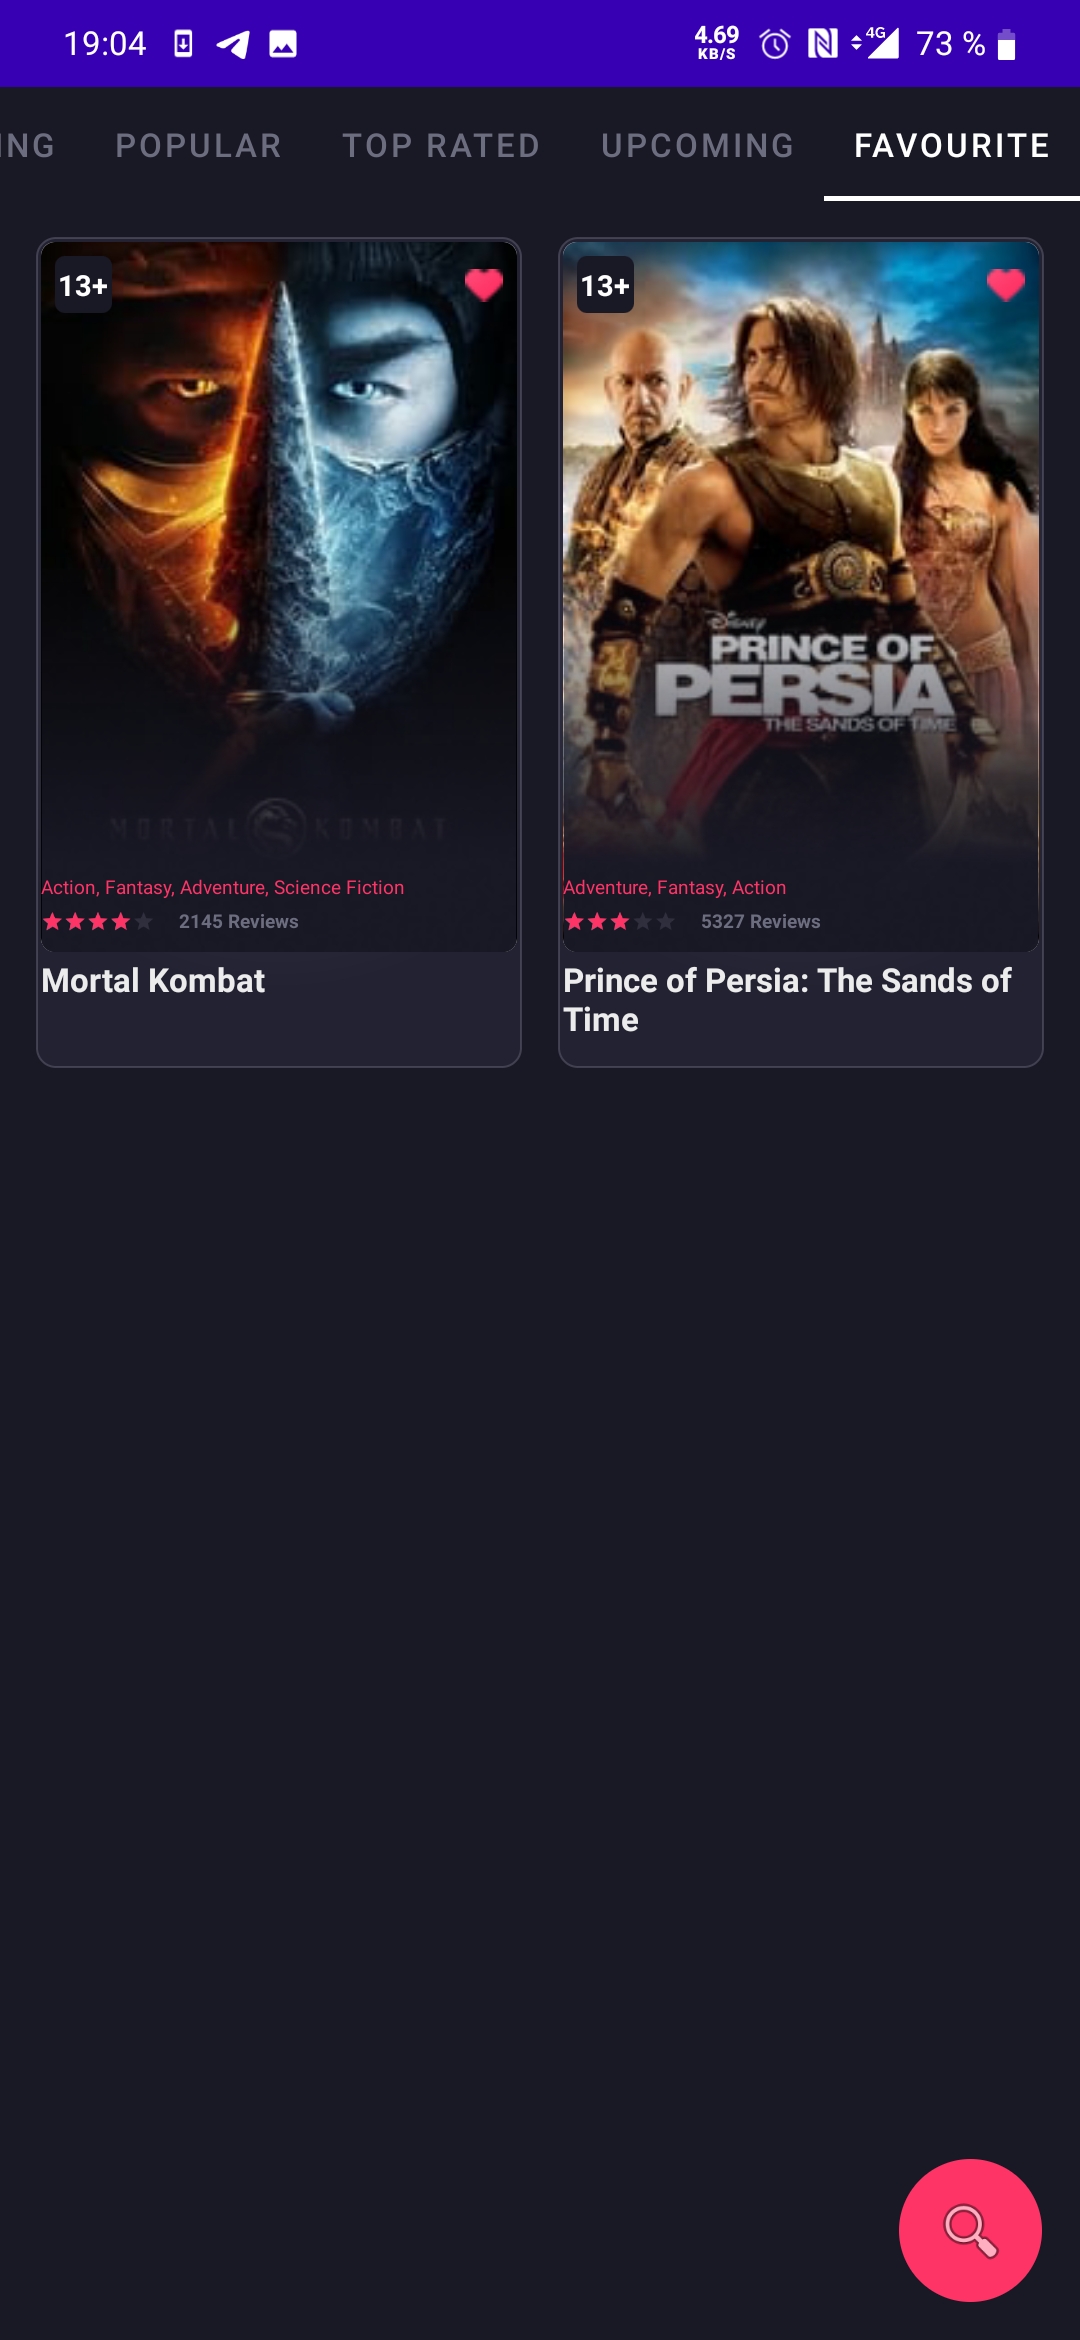 19:04
4.69
KB/S
4G
73 %
ING
POPULAR
TOP RATED
UPCOMING
FAVOURITE
13+
MORTAL KOMBAT
Action, Fantasy, Adventure, Science Fiction
2145 Reviews
Mortal Kombat
13+
Disney
PRINCE OF
PERSIA
THE SANDS OF TIME
Adventure, Fantasy, Action
5327 Reviews
Prince of Persia: The Sands of
Time